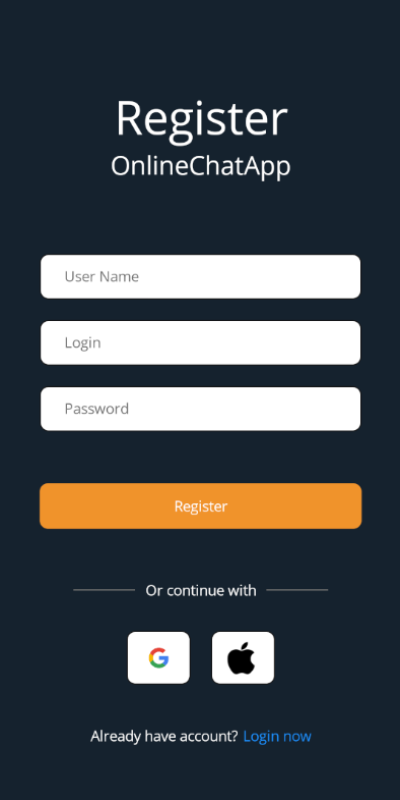 Register
OnlineChatApp
User Name
Login
Password
Register
Or continue with
Already have account? Login now